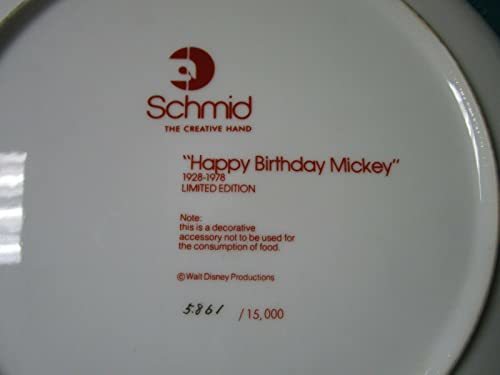 Schmid
THE CREATIVE HAND
"Happy Birthday Mickey"
1928-1978
LIMITED EDITION
Note:
this is a decorative
accessory not to be used for
the consumption of food.
©Walt Disney Productions
5861 /15,000